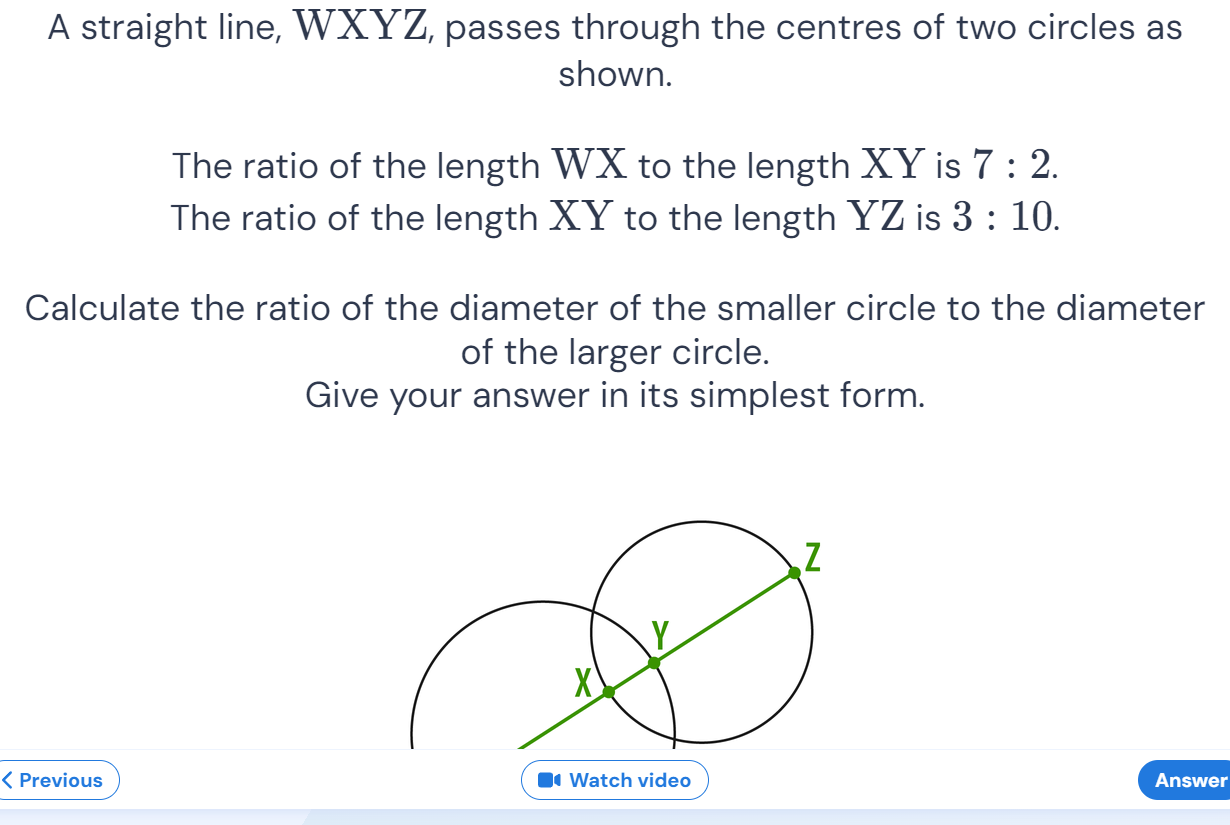 A straight line, WXYZ, passes through the centres of two circles as
shown.
The ratio of the length WX to the length XY is 7 : 2.
The ratio of the length XY to the length YZ is 3 : 10.
Calculate the ratio of the diameter of the smaller circle to the diameter
of the larger circle.
Give your answer in its simplest form.
Z
Y
X
Previous
Watch video
Answer